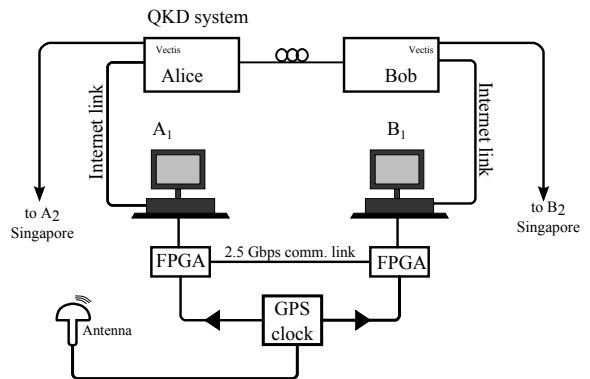 QKD system
Vectis
Alice
Vectis
Bob
Internet link
Internet link
A1
B1
to A2
Singapore
to B2
Singapore
FPGA
2.5 Gbps comm. link
FPGA
GPS
clock
Antenna